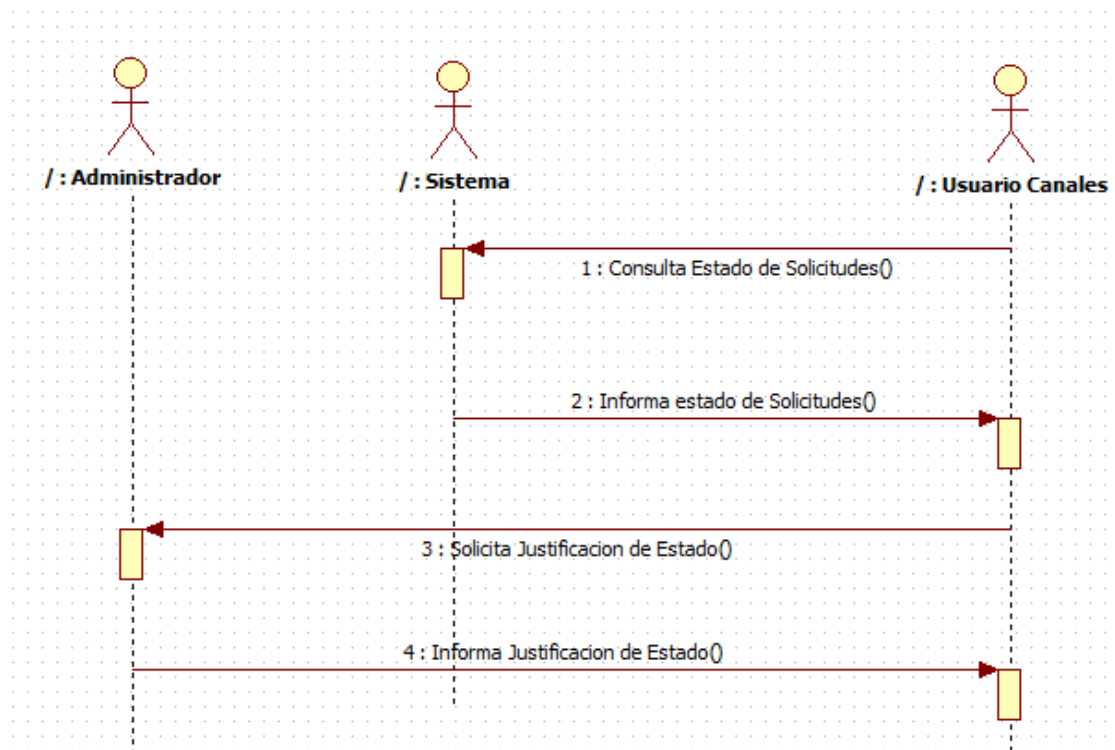 / : Administrador
/ : Sistema
/ : Usuario Canales
1 : Consulta Estado de Solicitudes()
2 : Informa estado de Solicitudes()
3 : Solicita Justificacion de Estado()
4 : Informa Justificacion de Estado()